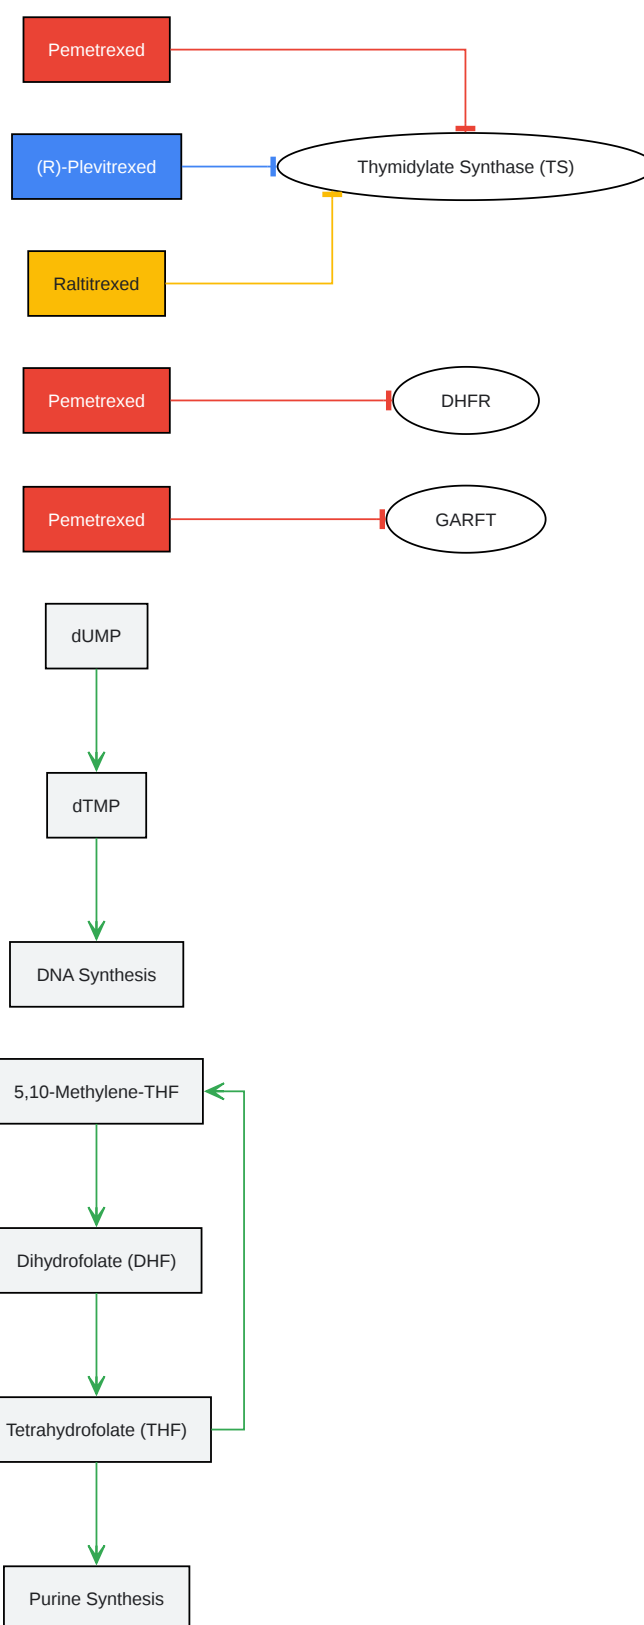 Pemetrexed
(R)-Plevitrexed
Thymidylate Synthase (TS)
Raltitrexed
Pemetrexed
DHFR
Pemetrexed
GARFT
dUMP
dTMP
DNA Synthesis
5,10-Methylene-THF
Dihydrofolate (DHF)
Tetrahydrofolate (THF)
Purine Synthesis